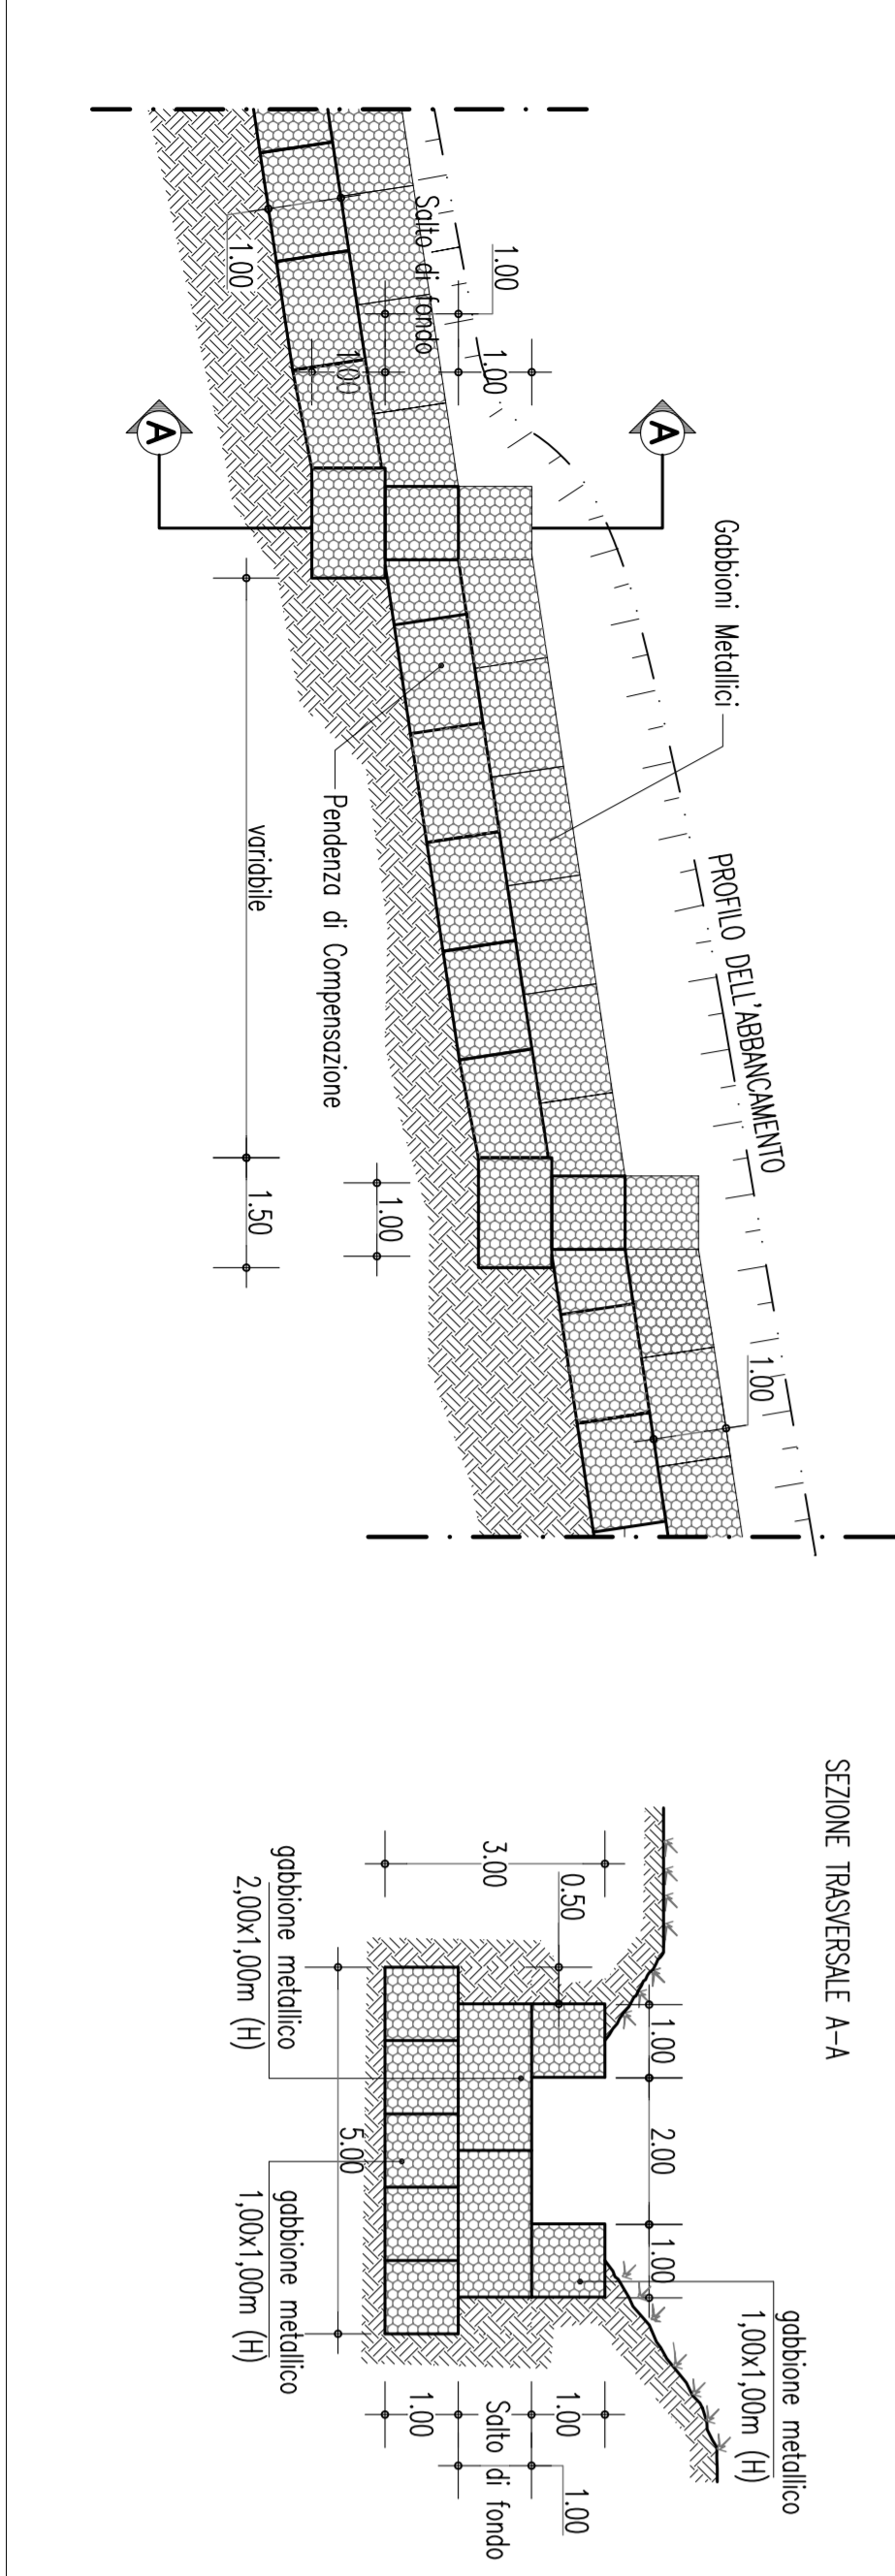 PROFILO DELL'ABBANCAMENTO
Gabbioni Metallici
1.00
1.00
Salto di fondo
1.00
1.00
1.00
A
A
Pendenza di Compensazione
variabile
1.00
1.50
SEZIONE TRASVERSALE A-A
gabbione metallico
1,00x1,00m (H)
1.00
2.00
1.00
0.50
3.00
1.00
1.00
Salto di fondo
1.00
5.00
gabbione metallico
2,00x1,00m (H)
gabbione metallico
1,00x1,00m (H)